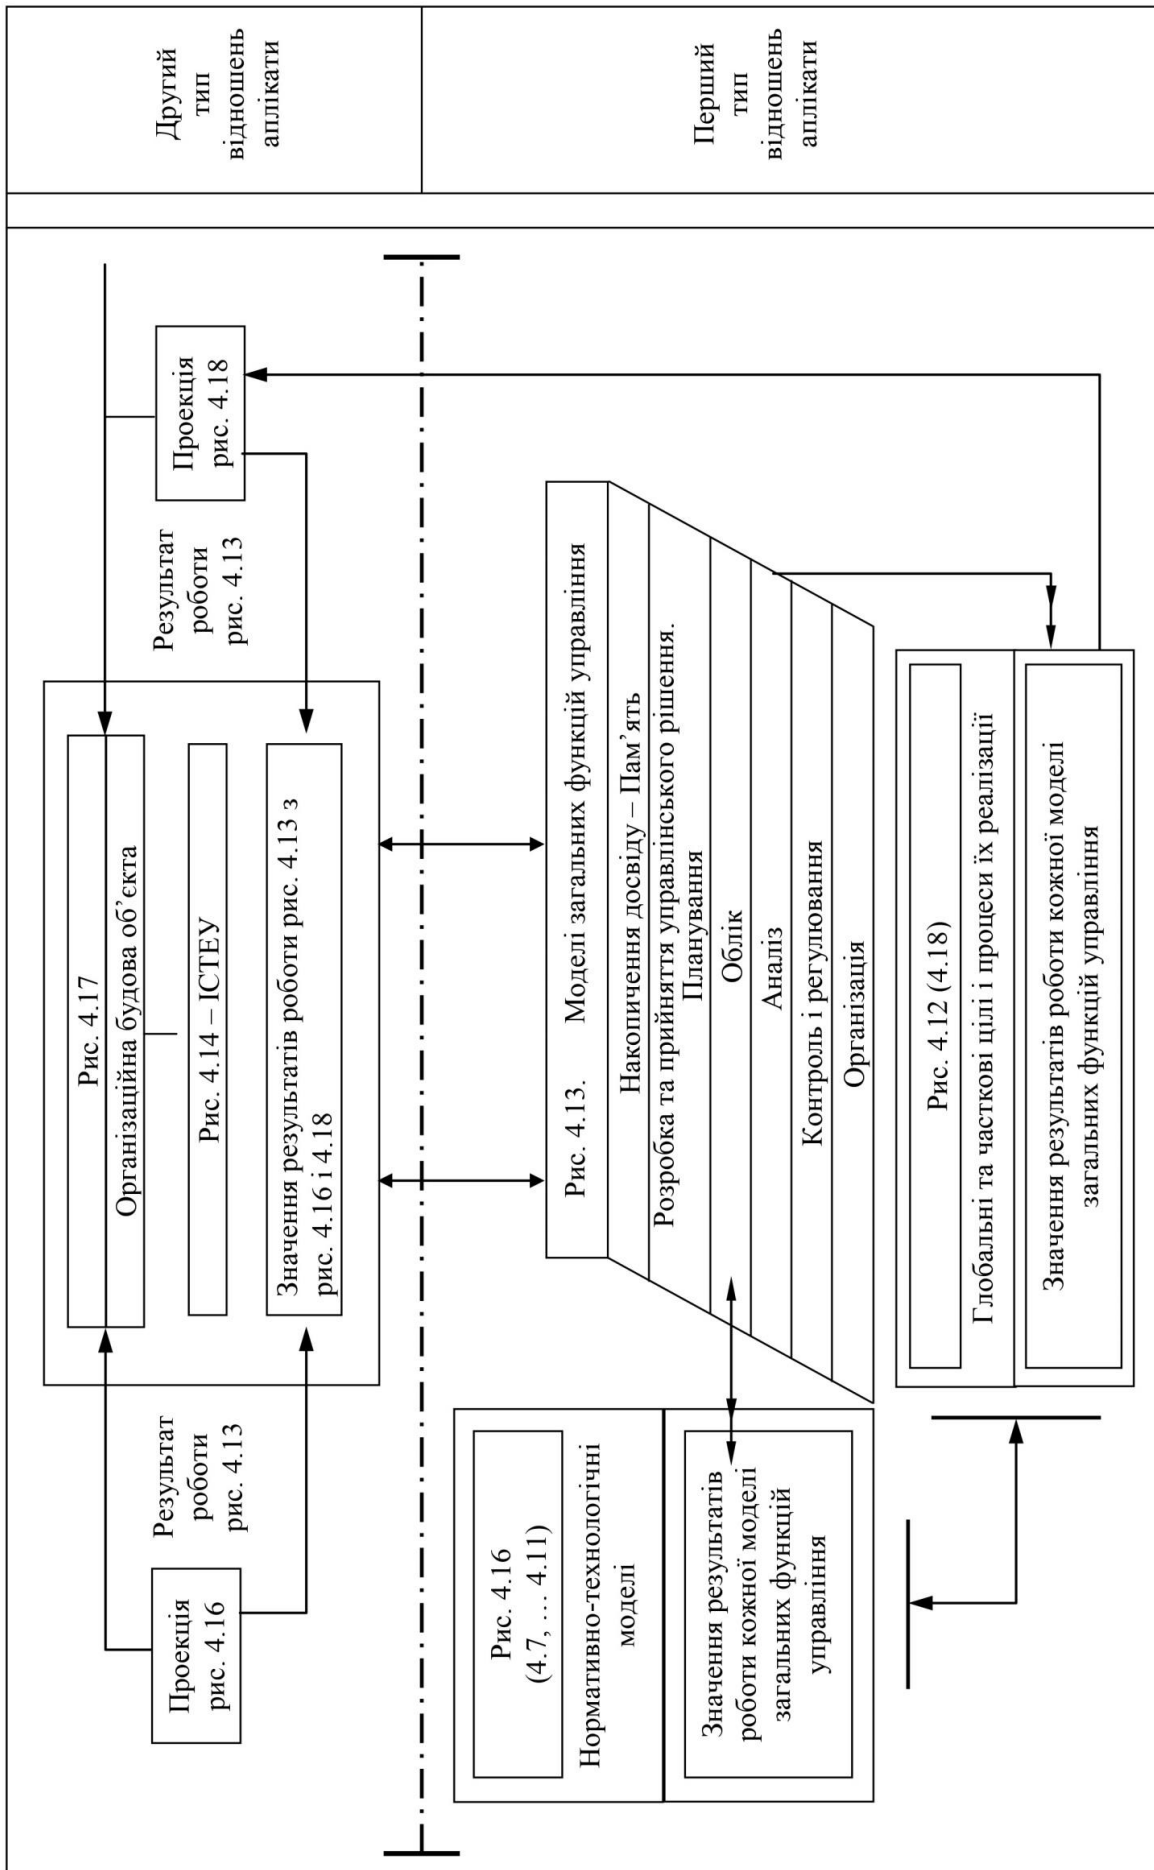 Другий
тип
відношень
аплікати
Проекція
рис. 4.16
Результат
роботи
рис. 4.13
Рис. 4.17
Організаційна будова об’єкта
Рис. 4.14 – ІСТЕУ
Значення результатів роботи рис. 4.13 з
рис. 4.16 і 4.18
Результат
роботи
рис. 4.13
Проекція
рис. 4.18
Перший
тип
відношень
аплікати
Рис. 4.16
(4.7, … 4.11)
Нормативно-технологічні
моделі
Значення результатів
роботи кожної моделі
загальних функцій
управління
Рис. 4.13. Моделі загальних функцій управління
Накопичення досвіду – Пам’ять
Розробка та прийняття управлінського рішення.
Планування
Облік
Аналіз
Контроль і регулювання
Організація
Рис. 4.12 (4.18)
Глобальні та часткові цілі і процеси їх реалізації
Значення результатів роботи кожної моделі
загальних функцій управління